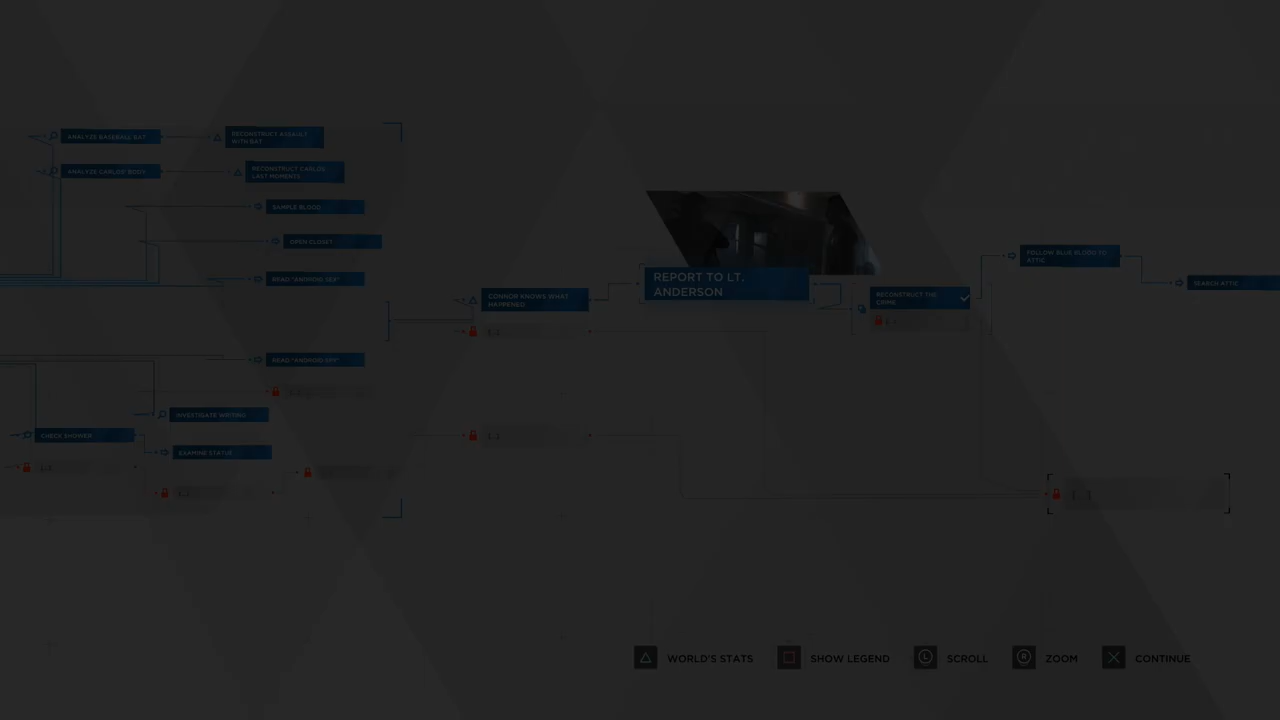 ANALYZE BASEBALL BAT
RECONSTRUCT ASSAULT
WITH BAT
ANALYZE CARLOS' BODY
RECONSTRUCT CARLOS'
LAST MOMENTS
SAMPLE BLOOD
OPEN CLOSET
READ "ANDROID SEX"
CONNOR KNOWS WHAT
HAPPENED
REPORT TO LT.
ANDERSON
RECONSTRUCT THE
CRIME
FOLLOW BLUE BLOOD TO
ATTIC
SEARCH ATTIC
READ "ANDROID SPY"
INVESTIGATE WRITING
CHECK SHOWER
EXAMINE STATUE
WORLD'S STATS
SHOW LEGEND
L
SCROLL
R
ZOOM
CONTINUE